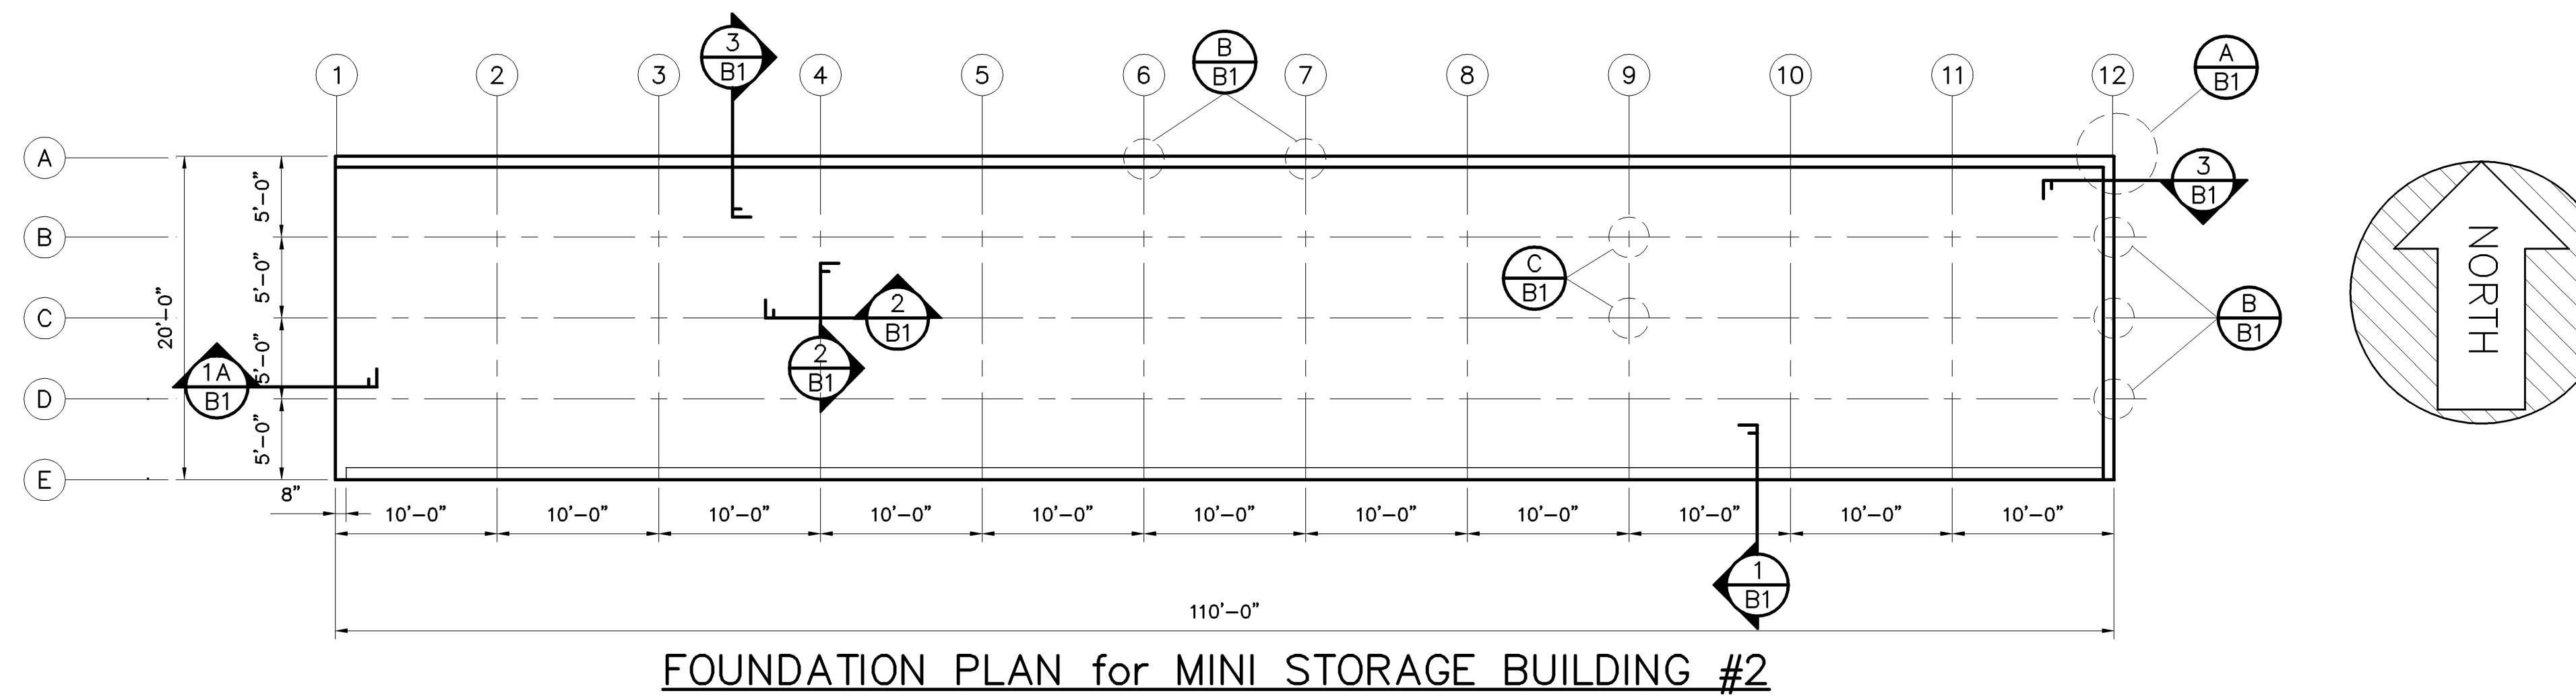 3
B1
B
B1
A
B1
1
2
3
4
5
6
7
8
9
10
11
12
A
B
C
D
E
20'-0"
5'-0"
5'-0"
5'-0"
5'-0"
8"
3
B1
2
B1
2
B1
C
B1
B
B1
1A
B1
NORTH
10'-0"
10'-0"
10'-0"
10'-0"
10'-0"
10'-0"
10'-0"
10'-0"
10'-0"
10'-0"
10'-0"
1
B1
110'-0"
FOUNDATION PLAN for MINI STORAGE BUILDING #2